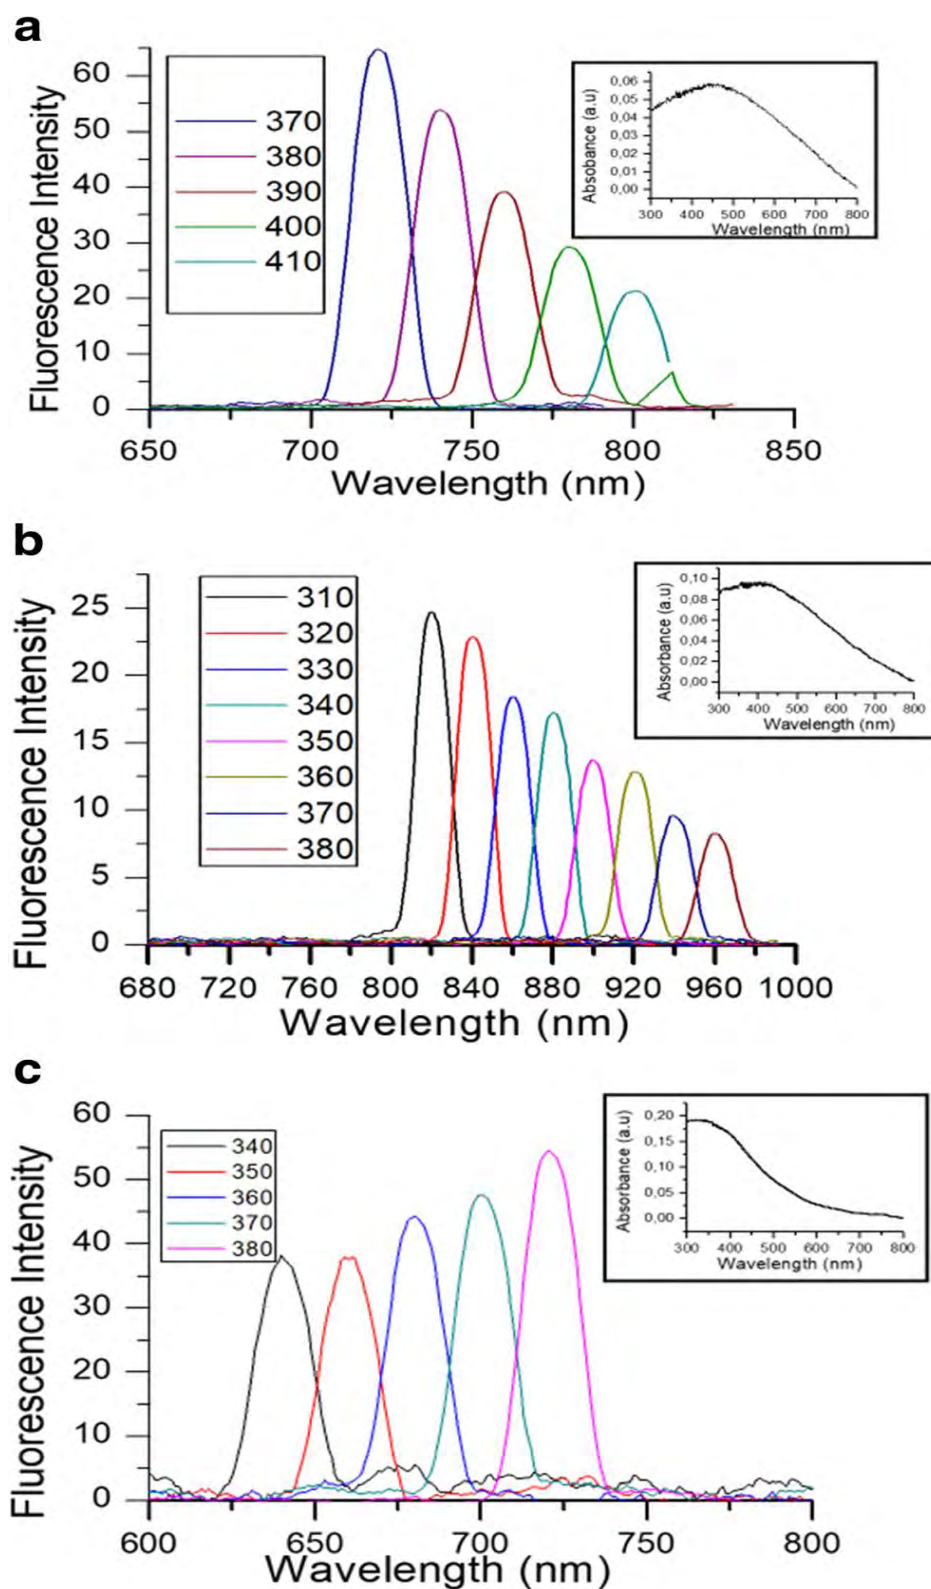 a
Fluorescence Intensity
60
50
40
30
20
10
0
370
380
390
400
410
Absobance (a.u)
0,06
0,05
0,04
0,03
0,02
0,01
0,00
300 400 500 600 700 800
Wavelength (nm)
650 700 750 800 850
Wavelength (nm)
b
Fluorescence Intensity
25
20
15
10
5
0
310
320
330
340
350
360
370
380
Absorbance (a.u)
0,10
0,08
0,06
0,04
0,02
0,00
300 400 500 600 700 800
Wavelength (nm)
680 720 760 800 840 880 920 960 1000
Wavelength (nm)
c
Fluorescence Intensity
60
50
40
30
20
10
0
340
350
360
370
380
Absorbance (a.u)
0,20
0,15
0,10
0,05
0,00
300 400 500 600 700 800
Wavelength (nm)
600 650 700 750 800
Wavelength (nm)